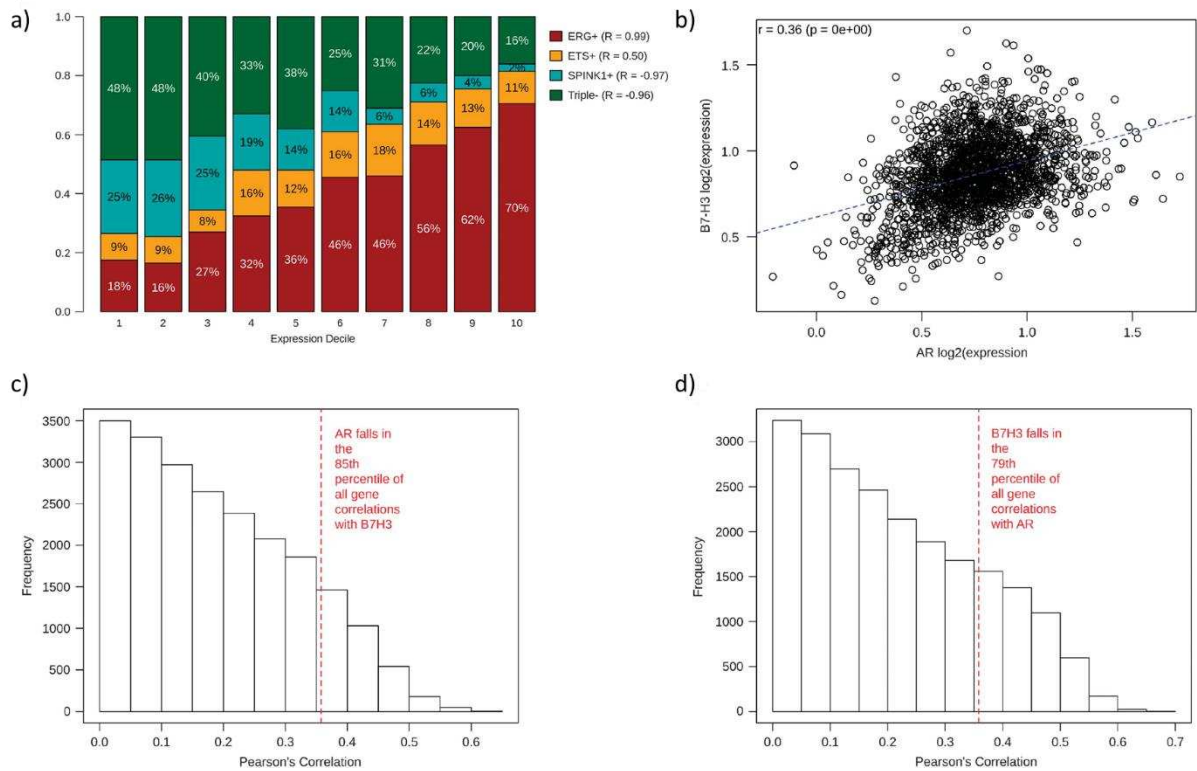 a)
1.0
0.8
0.6
0.4
0.2
0.0
48%
25%
9%
18%
48%
26%
9%
16%
40%
25%
8%
27%
33%
19%
16%
32%
38%
14%
12%
36%
25%
14%
16%
46%
31%
6%
18%
46%
22%
6%
14%
56%
20%
4%
13%
62%
16%
2%
11%
70%
1 2 3 4 5 6 7 8 9 10
Expression Decile
ERG+ (R = 0.99)
ETS+ (R = 0.50)
SPINK1+ (R = -0.97)
Triple- (R = -0.96)
b)
r = 0.36 (p = 0e+00)
B7-H3 log2(expression)
1.5
1.0
0.5
0.0 0.5 1.0 1.5
AR log2(expression
c)
Frequency
3500
3000
2500
2000
1500
1000
500
0
AR falls in
the
85th
percentile of
all gene
correlations
with B7H3
0.0 0.1 0.2 0.3 0.4 0.5 0.6
Pearson's Correlation
d)
Frequency
3000
2500
2000
1500
1000
500
0
B7H3 falls in
the
79th
percentile of
all gene
correlations
with AR
0.0 0.1 0.2 0.3 0.4 0.5 0.6 0.7
Pearson's Correlation